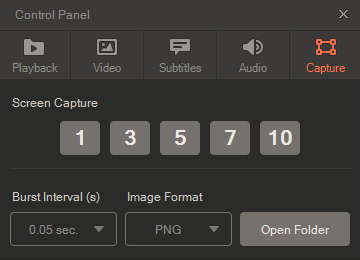 Control Panel
Playback Video Subtitles Audio Capture
Screen Capture
1 3 5 7 10
Burst Interval (s) Image Format
0.05 sec. PNG Open Folder